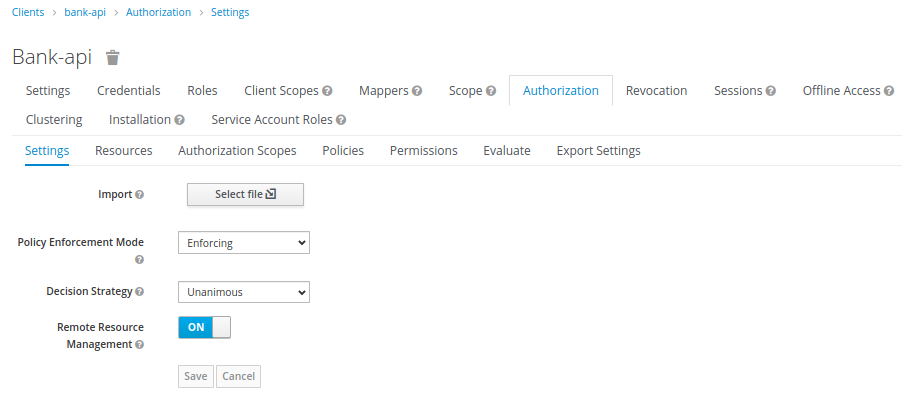 Clients > bank-api > Authorization > Settings
Bank-api
Settings Credentials Roles Client Scopes ? Mappers ? Scope ? Authorization Revocation Sessions ? Offline Access ?
Clustering Installation ? Service Account Roles ?
Settings Resources Authorization Scopes Policies Permissions Evaluate Export Settings
Import ? Select file
Policy Enforcement Mode ? Enforcing
Decision Strategy ? Unanimous
Remote Resource
Management ? ON
Save Cancel